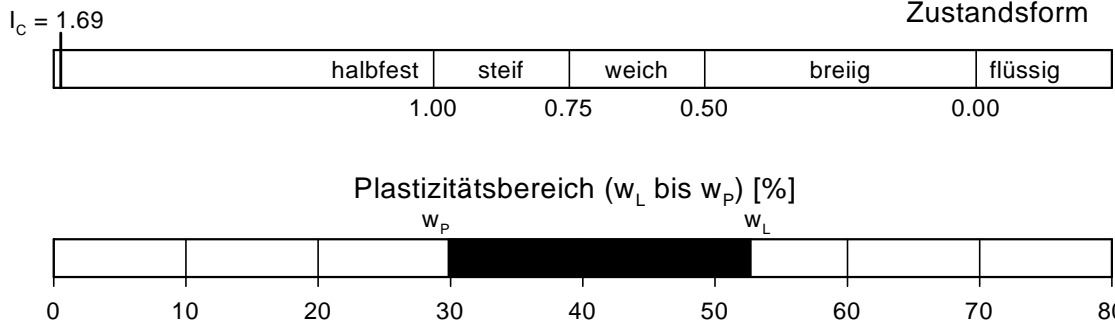 Zustandsform
I_C = 1.69
halbfest steif weich breiig flüssig
1.00 0.75 0.50 0.00
Plastizitätsbereich (w_L bis w_P) [%]
w_P w_L
0 10 20 30 40 50 60 70 80